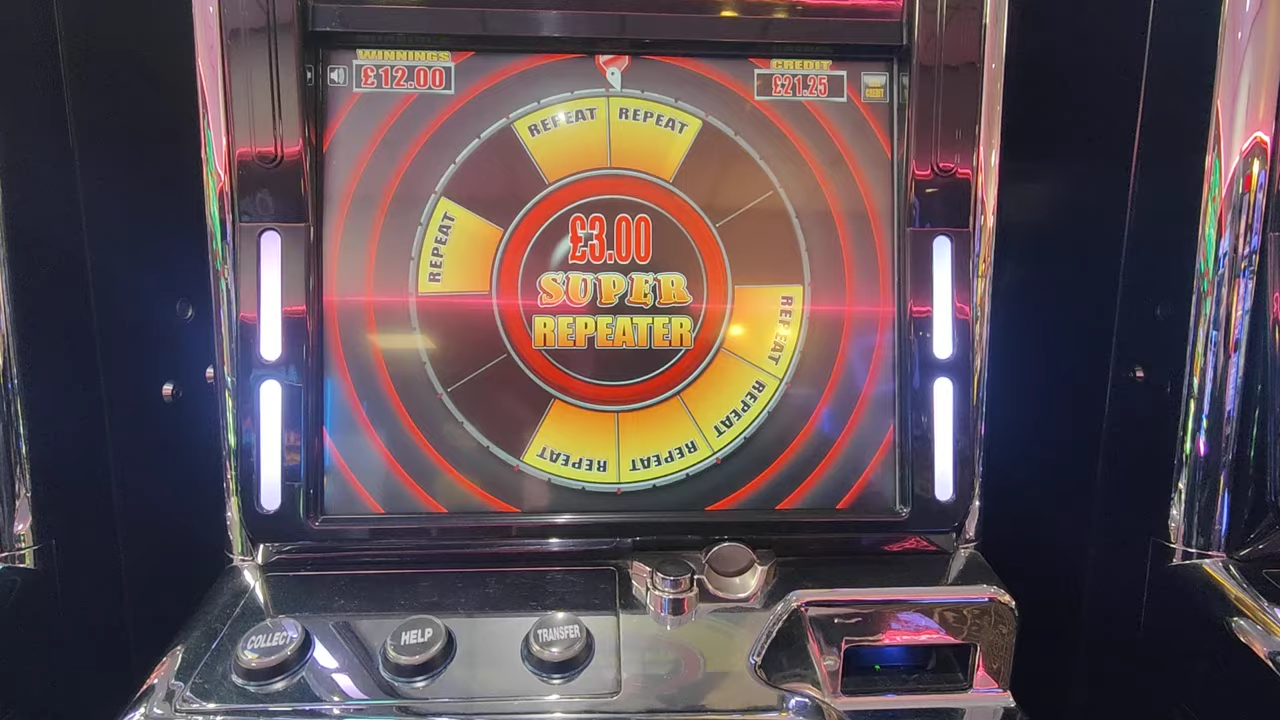 WINNINGS
£12.00
CREDIT
£21.25
REPEAT
REPEAT
REPEAT
REPEAT
REPEAT
REPEAT
REPEAT
£3.00
SUPER
REPEATER
COLLECT
HELP
TRANSFER